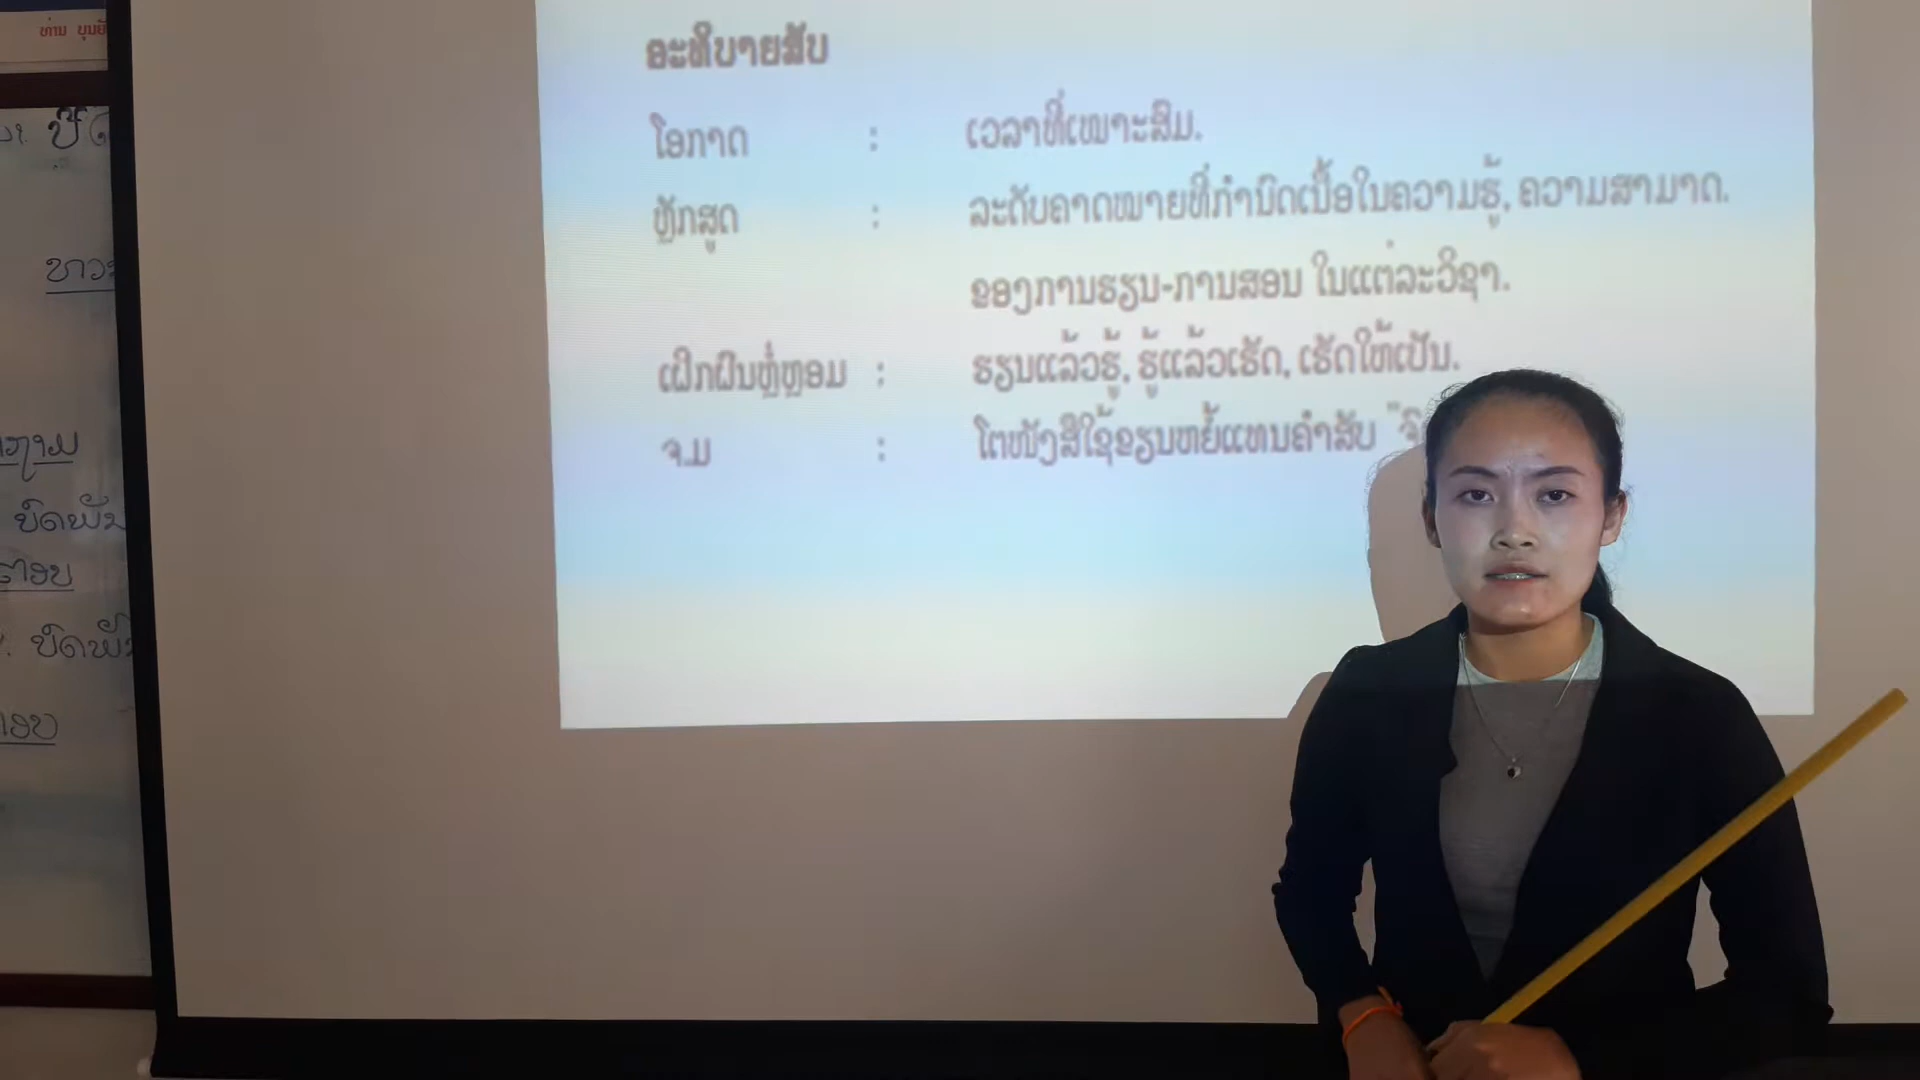 ທ່ານ
ອະທິບາຍສັບ
ໂອກາດ : ເວລາທີ່ເໝາະສົມ.
ຫຼັກສູດ : ລະດັບຄາດໝາຍທີ່ກຳນົດເນື້ອໃນຄວາມຮູ້, ຄວາມສາມາດ.
ຂອງການຮຽນ-ການສອນ ໃນແຕ່ລະວິຊາ.
ເຝິກຝົນຫຼໍ່ຫຼອມ : ຮຽນແລ້ວຮູ້, ຮູ້ແລ້ວເຮັດ, ເຮັດໃຫ້ເປັນ.
ຈ.ມ : ໂຕໜັງສືໃຊ້ຂຽນຫຍໍ້ແທນຄຳສັບ